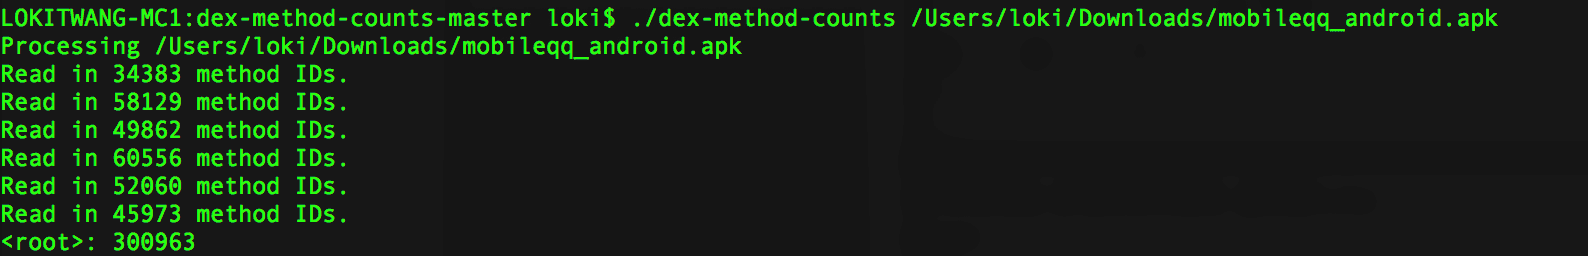 LOKITWANG-MC1:dex-method-counts-master loki$ ./dex-method-counts /Users/loki/Downloads/mobileqq_android.apk
Processing /Users/loki/Downloads/mobileqq_android.apk
Read in 34383 method IDs.
Read in 58129 method IDs.
Read in 49862 method IDs.
Read in 60556 method IDs.
Read in 52060 method IDs.
Read in 45973 method IDs.
<root>: 300963